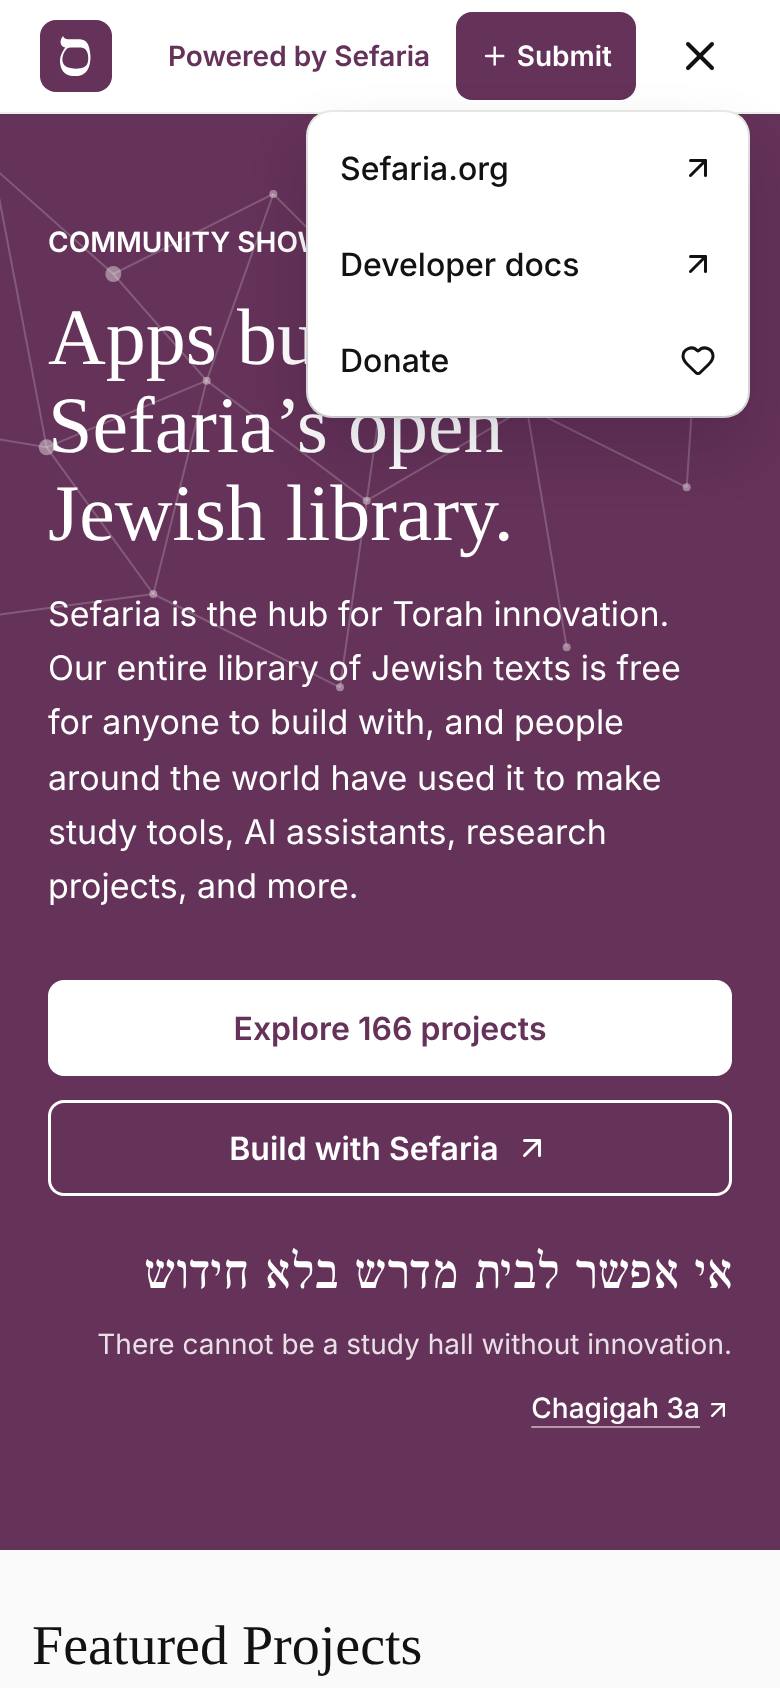 ס
Powered by Sefaria
+ Submit
Sefaria.org
Developer docs
Donate
COMMUNITY
Apps
Sefaria’s open
Jewish library.
Sefaria is the hub for Torah innovation.
Our entire library of Jewish texts is free
for anyone to build with, and people
around the world have used it to make
study tools, AI assistants, research
projects, and more.
Explore 166 projects
Build with Sefaria
אי אפשר לבית מדרש בלא חידוש
There cannot be a study hall without innovation.
Chagigah 3a
Featured Projects